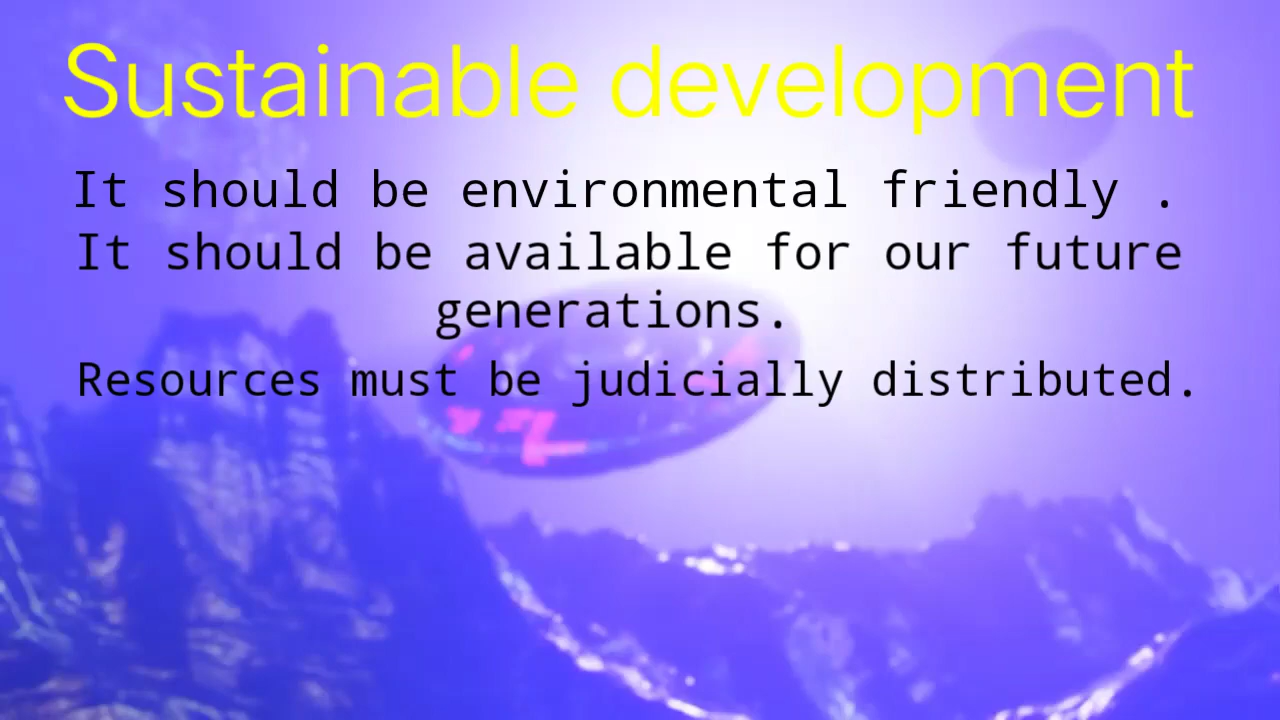 Sustainable development
It should be environmental friendly .
It should be available for our future
generations.
Resources must be judicially distributed.